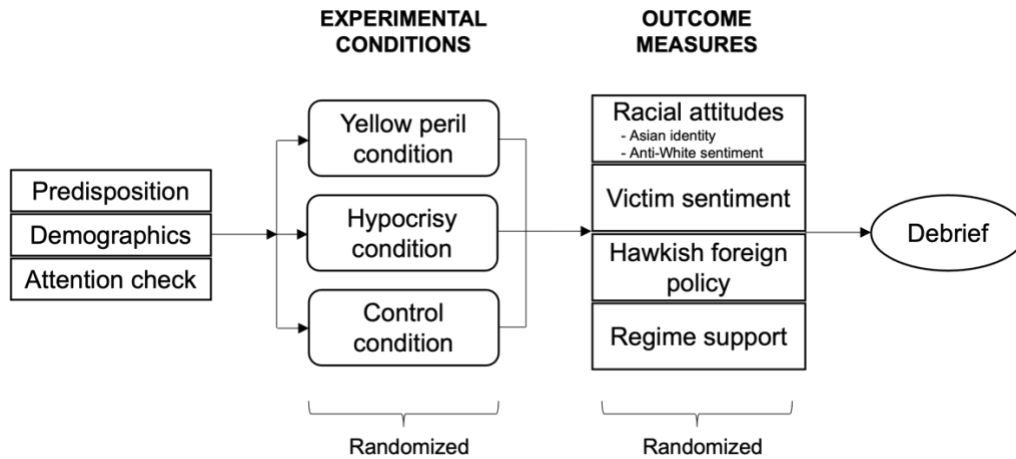 EXPERIMENTAL
CONDITIONS
OUTCOME
MEASURES
Predisposition
Demographics
Attention check
Yellow peril
condition
Hypocrisy
condition
Control
condition
Racial attitudes
- Asian identity
- Anti-White sentiment
Victim sentiment
Hawkish foreign
policy
Regime support
Debrief
Randomized
Randomized